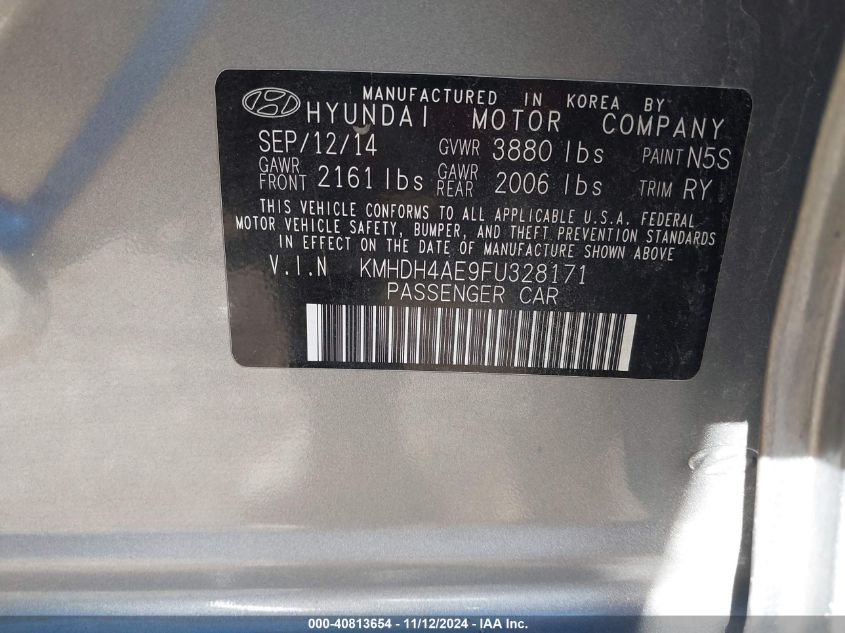 MANUFACTURED IN KOREA BY
HYUNDAI MOTOR COMPANY
SEP/12/14 GVWR 3880 lbs PAINT N5S
GAWR FRONT 2161 lbs GAWR REAR 2006 lbs TRIM RY
THIS VEHICLE CONFORMS TO ALL APPLICABLE U.S.A. FEDERAL
MOTOR VEHICLE SAFETY, BUMPER, AND THEFT PREVENTION STANDARDS
IN EFFECT ON THE DATE OF MANUFACTURE SHOWN ABOVE
V.I.N KMHDH4AE9FU328171
PASSENGER CAR
000-40813654 - 11/12/2024 - IAA Inc.